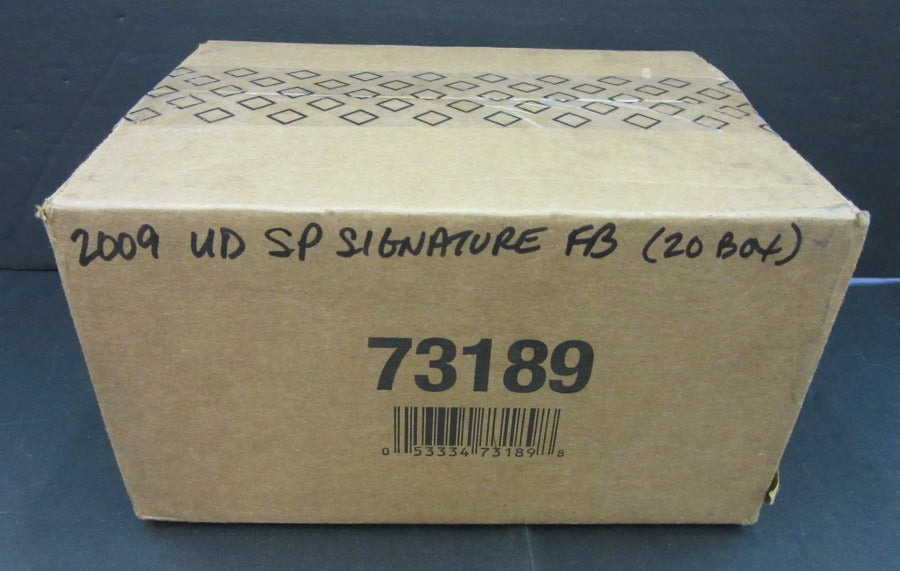 2009 UD SP SIGNATURE FB (20 BOX)
73189
0 53334 73189 8